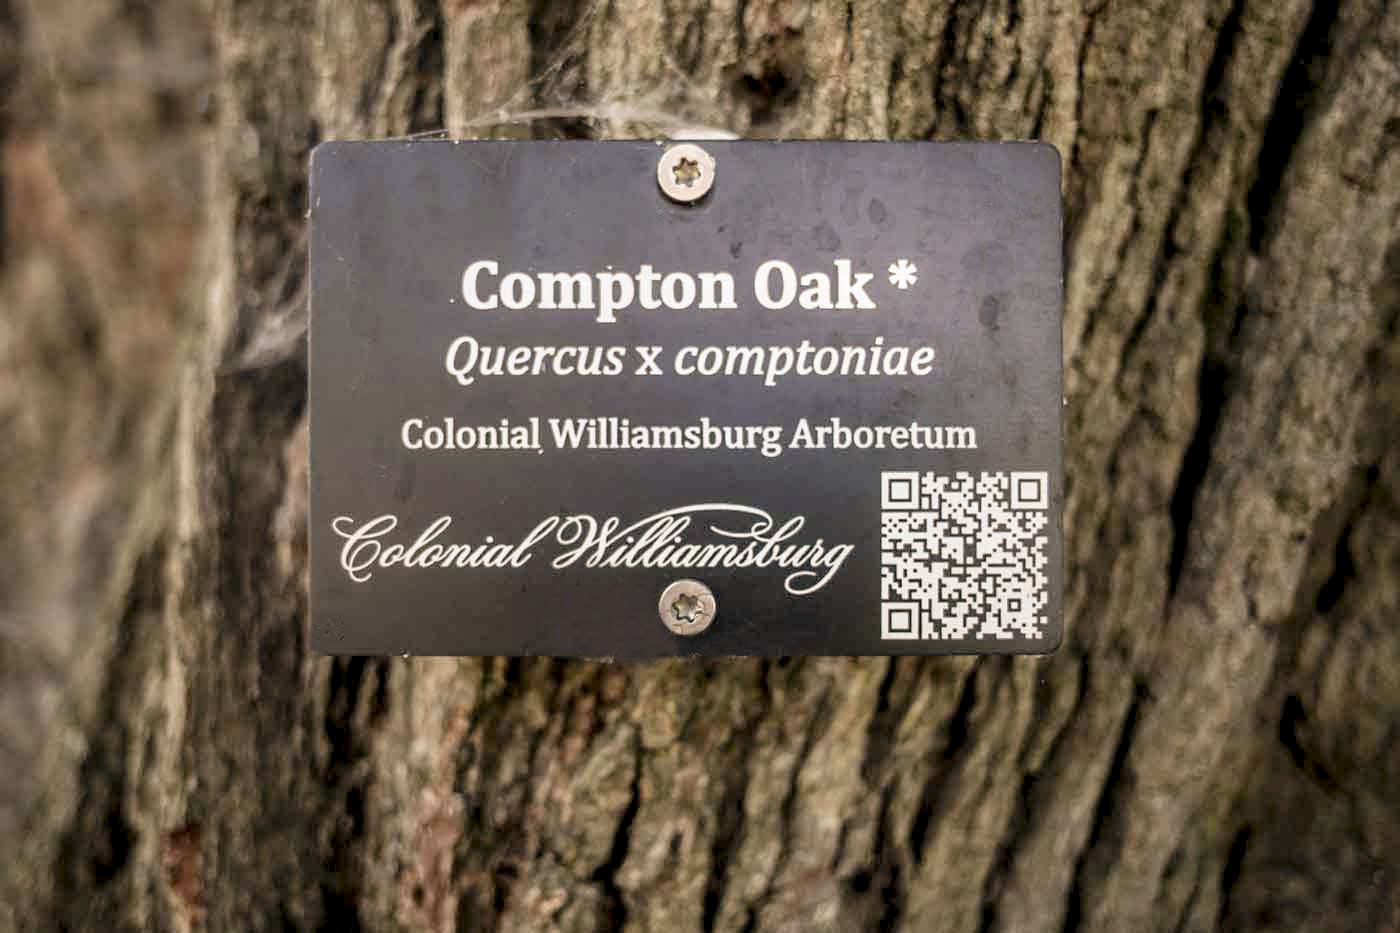 Compton Oak *
Quercus x comptoniae
Colonial Williamsburg Arboretum
Colonial Williamsburg